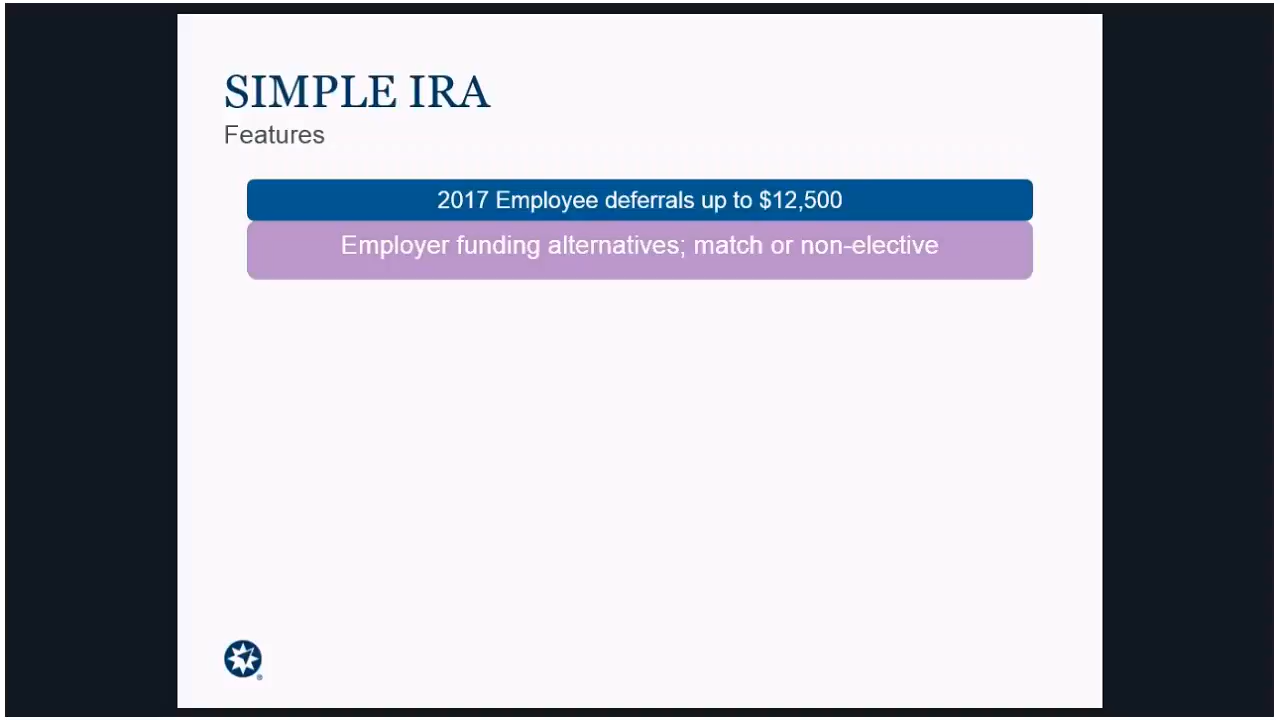 SIMPLE IRA
Features
2017 Employee deferrals up to $12,500
Employer funding alternatives; match or non-elective